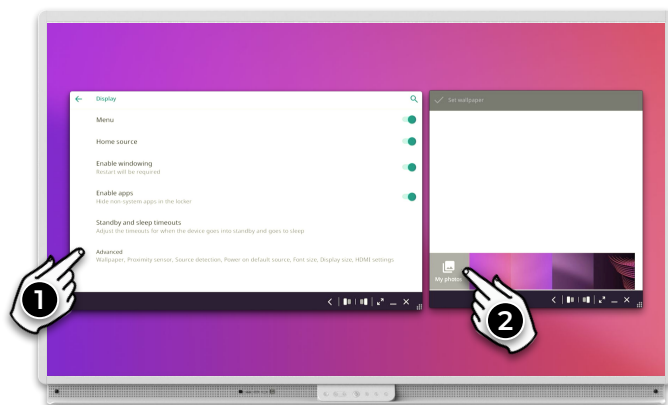 Display
Menu
Home source
Enable windowing
Restart will be required
Enable apps
Hide non-system apps in the locker
Standby and sleep timeouts
Adjust the timeouts for when the device goes into standby and goes to sleep
Advanced
Wallpaper, Proximity sensor, Source detection, Power on default source, Font size, Display size, HDMI settings
1
Set wallpaper
My photos
2